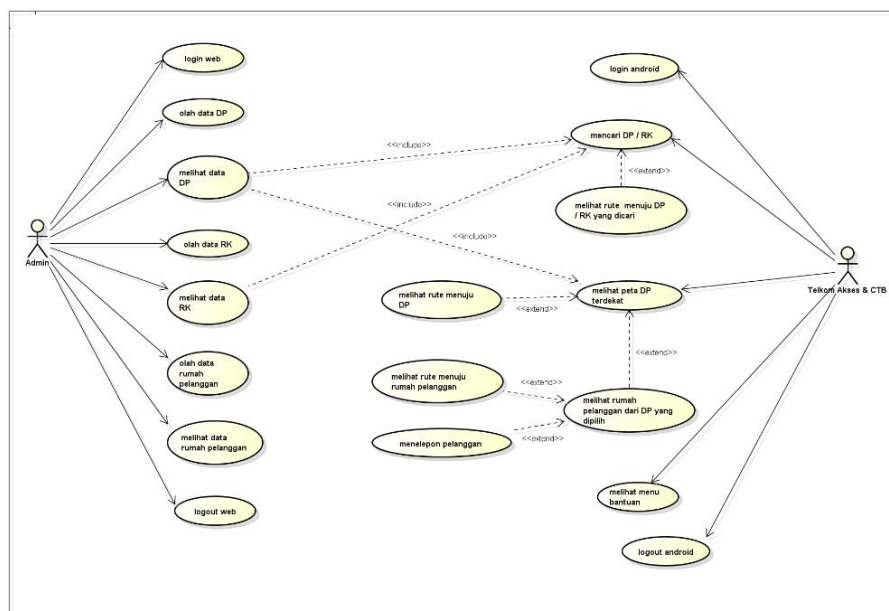 login web
login android
olah data DP
mencari DP / RK
<<include>>
<<extend>>
melihat data
DP
melihat rute menuju DP
/ RK yang dicari
<<include>>
olah data RK
<<include>>
Admin
melihat data
RK
melihat rute menuju
DP
melihat peta DP
terdekat
Telkom Akses & CTB
<<extend>>
<<extend>>
olah data
rumah
pelanggan
melihat rute menuju
rumah pelanggan
<<extend>>
melihat rumah
pelanggan dari DP yang
dipilih
melihat data
rumah pelanggan
menelepon pelanggan
<<extend>>
melihat menu
bantuan
logout web
logout android